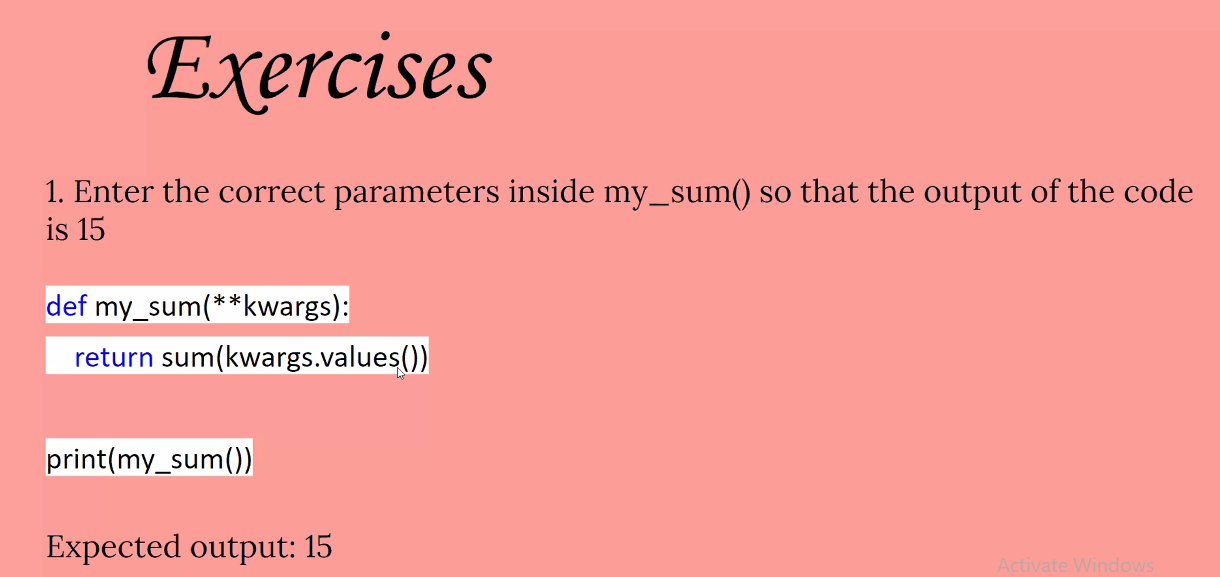 Exercises
1. Enter the correct parameters inside my_sum() so that the output of the code
is 15
def my_sum(**kwargs):
    return sum(kwargs.values())
print(my_sum())
Expected output: 15
Activate Windows